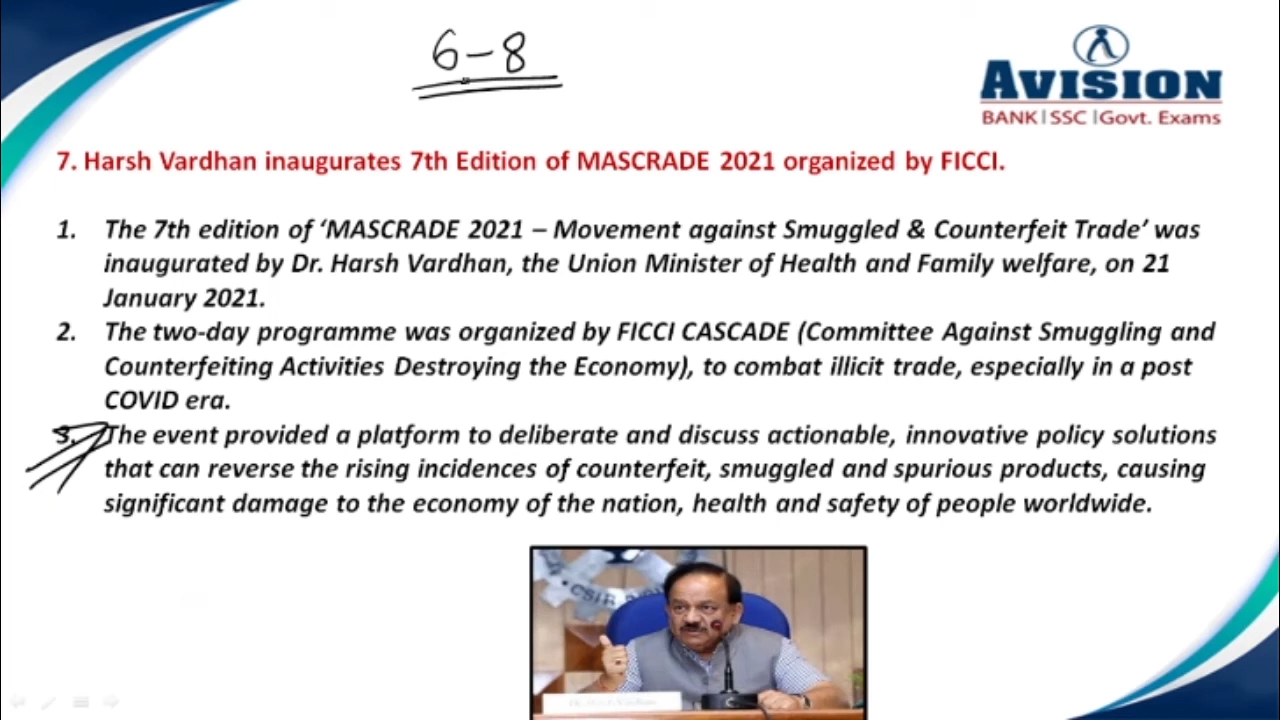 6-8
AVISION
BANK | SSC | Govt. Exams
7. Harsh Vardhan inaugurates 7th Edition of MASCRADE 2021 organized by FICCI.
1. The 7th edition of ‘MASCRADE 2021 – Movement against Smuggled & Counterfeit Trade’ was
inaugurated by Dr. Harsh Vardhan, the Union Minister of Health and Family welfare, on 21
January 2021.
2. The two-day programme was organized by FICCI CASCADE (Committee Against Smuggling and
Counterfeiting Activities Destroying the Economy), to combat illicit trade, especially in a post
COVID era.
3. The event provided a platform to deliberate and discuss actionable, innovative policy solutions
that can reverse the rising incidences of counterfeit, smuggled and spurious products, causing
significant damage to the economy of the nation, health and safety of people worldwide.